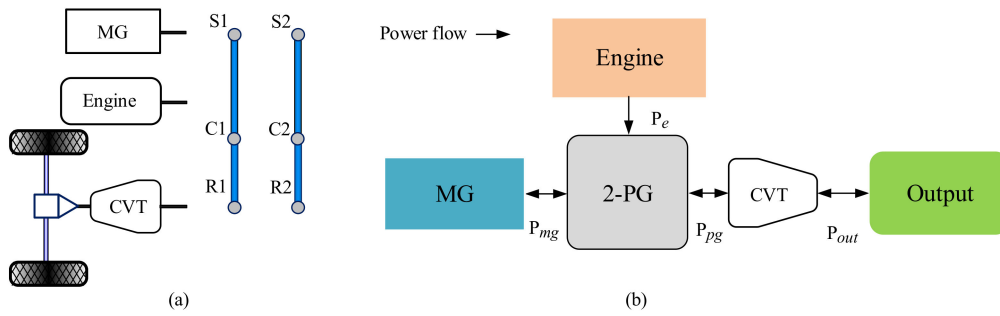 MG
S1
S2
Engine
C1
C2
R1
R2
CVT
(a)
Power flow
Engine
Pe
MG
2-PG
CVT
Output
Pmg
Ppg
Pout
(b)